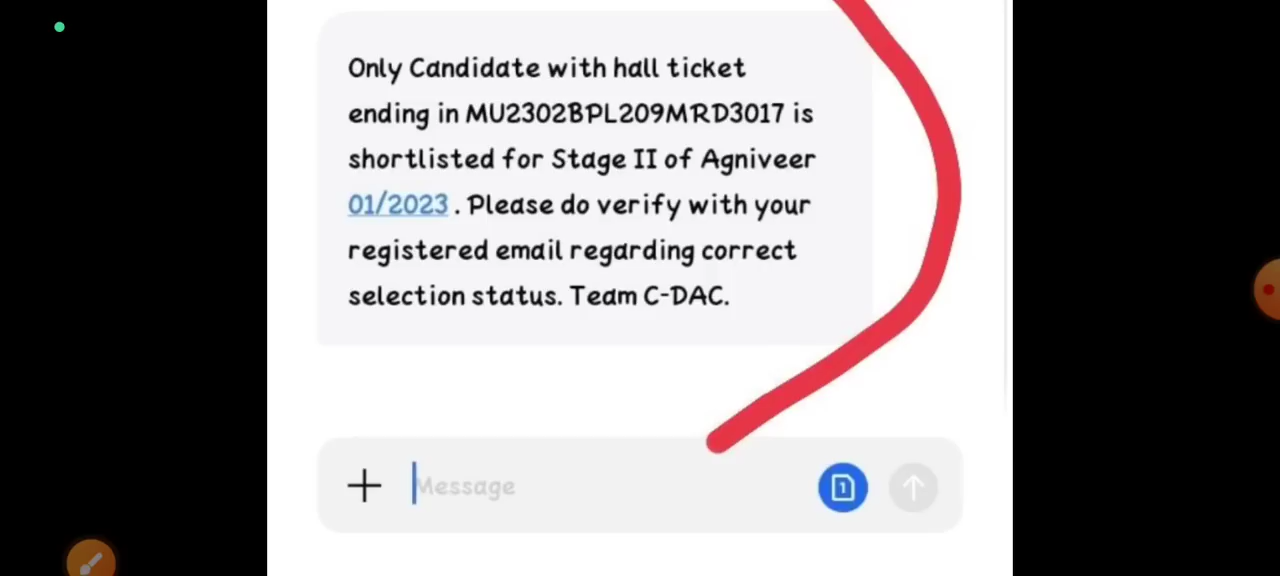 Only Candidate with hall ticket
ending in MU2302BPL209MRD3017 is
shortlisted for Stage II of Agniveer
01/2023 . Please do verify with your
registered email regarding correct
selection status. Team C-DAC.
Message
1